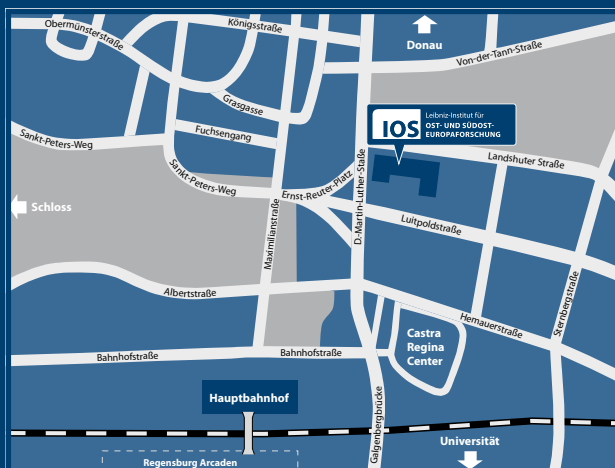 Königsstraße
Obermünsterstraße
Donau
Von-der-Tann-Straße
Grasgasse
IOS
Leibniz-Institut für
OST- UND SÜDOST-
EUROPAFORSCHUNG
Fuchsengang
Sankt-Peters-Weg
Landshuter Straße
Sankt-Peters-Weg
Ernst-Reuter-Platz
D.-Martin-Luther-Staße
Schloss
Luitpoldstraße
Maximilianstraße
Albertstraße
Hemauerstraße
Sternbergstraße
Castra
Regina
Center
Bahnhofstraße
Bahnhofstraße
Hauptbahnhof
Galgenbergbrücke
Universität
Regensburg Arcaden